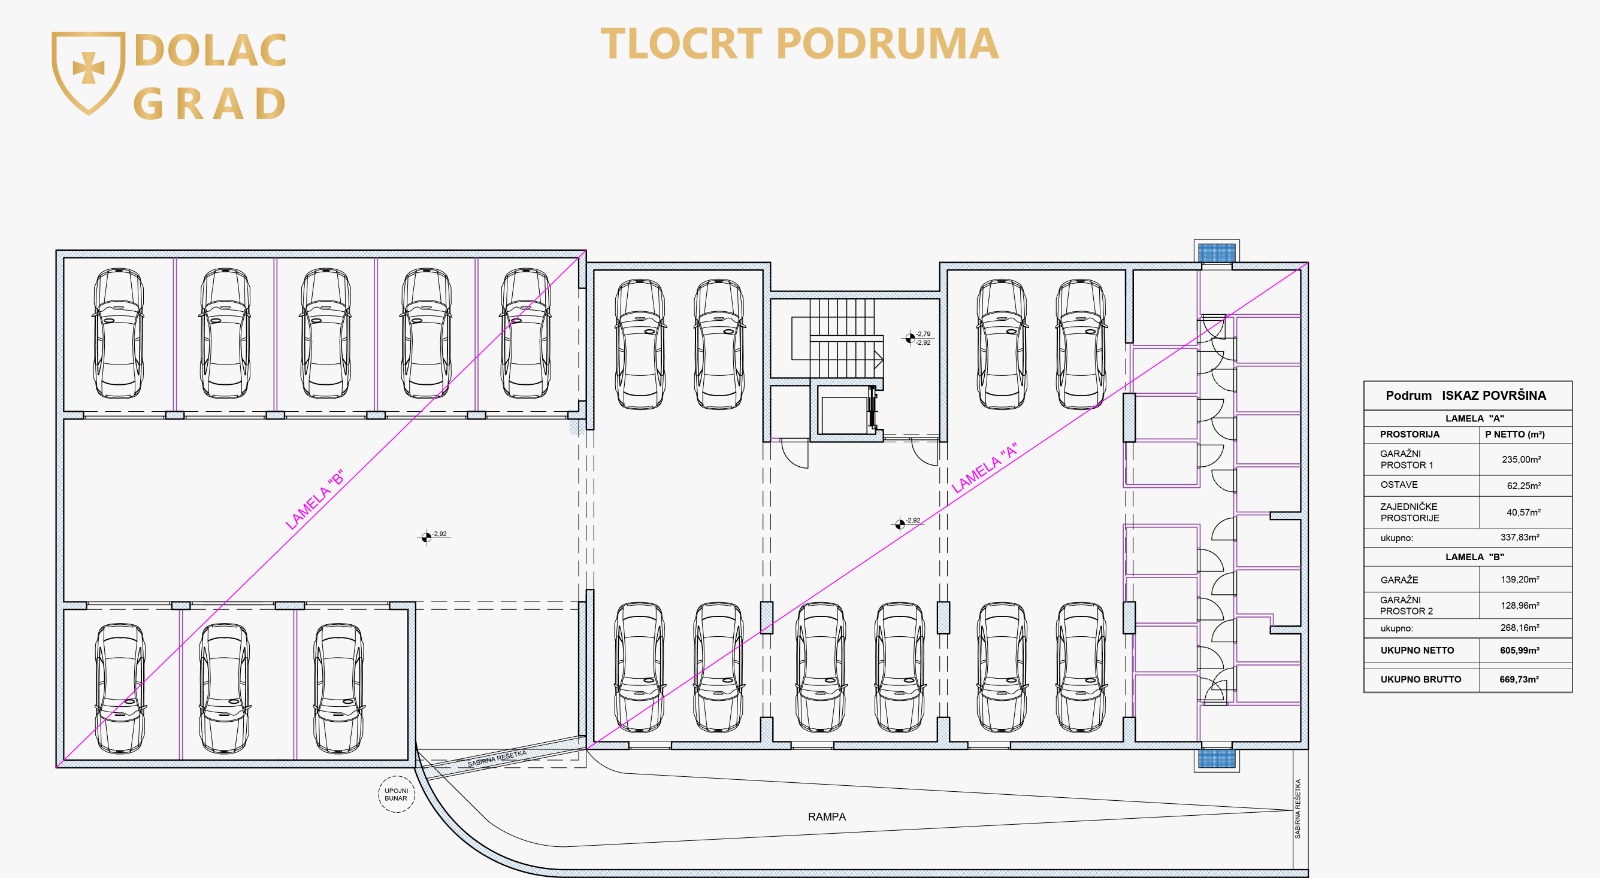 DOLAC
GRAD
TLOCRT PODRUMA
-2,79
-2,92
LAMELA "B"
LAMELA "A"
-2,92
-2,92
SABIRNA REŠETKA
UPOJNI
BUNAR
RAMPA
SABIRNA REŠETKA
Podrum ISKAZ POVRŠINA
LAMELA "A"
PROSTORIJA P NETTO (m²)
GARAŽNI
PROSTOR 1 235,00m²
OSTAVE 62,25m²
ZAJEDNIČKE
PROSTORIJE 40,57m²
ukupno: 337,83m²
LAMELA "B"
GARAŽE 139,20m²
GARAŽNI
PROSTOR 2 128,96m²
ukupno: 268,16m²
UKUPNO NETTO 605,99m²
UKUPNO BRUTTO 669,73m²